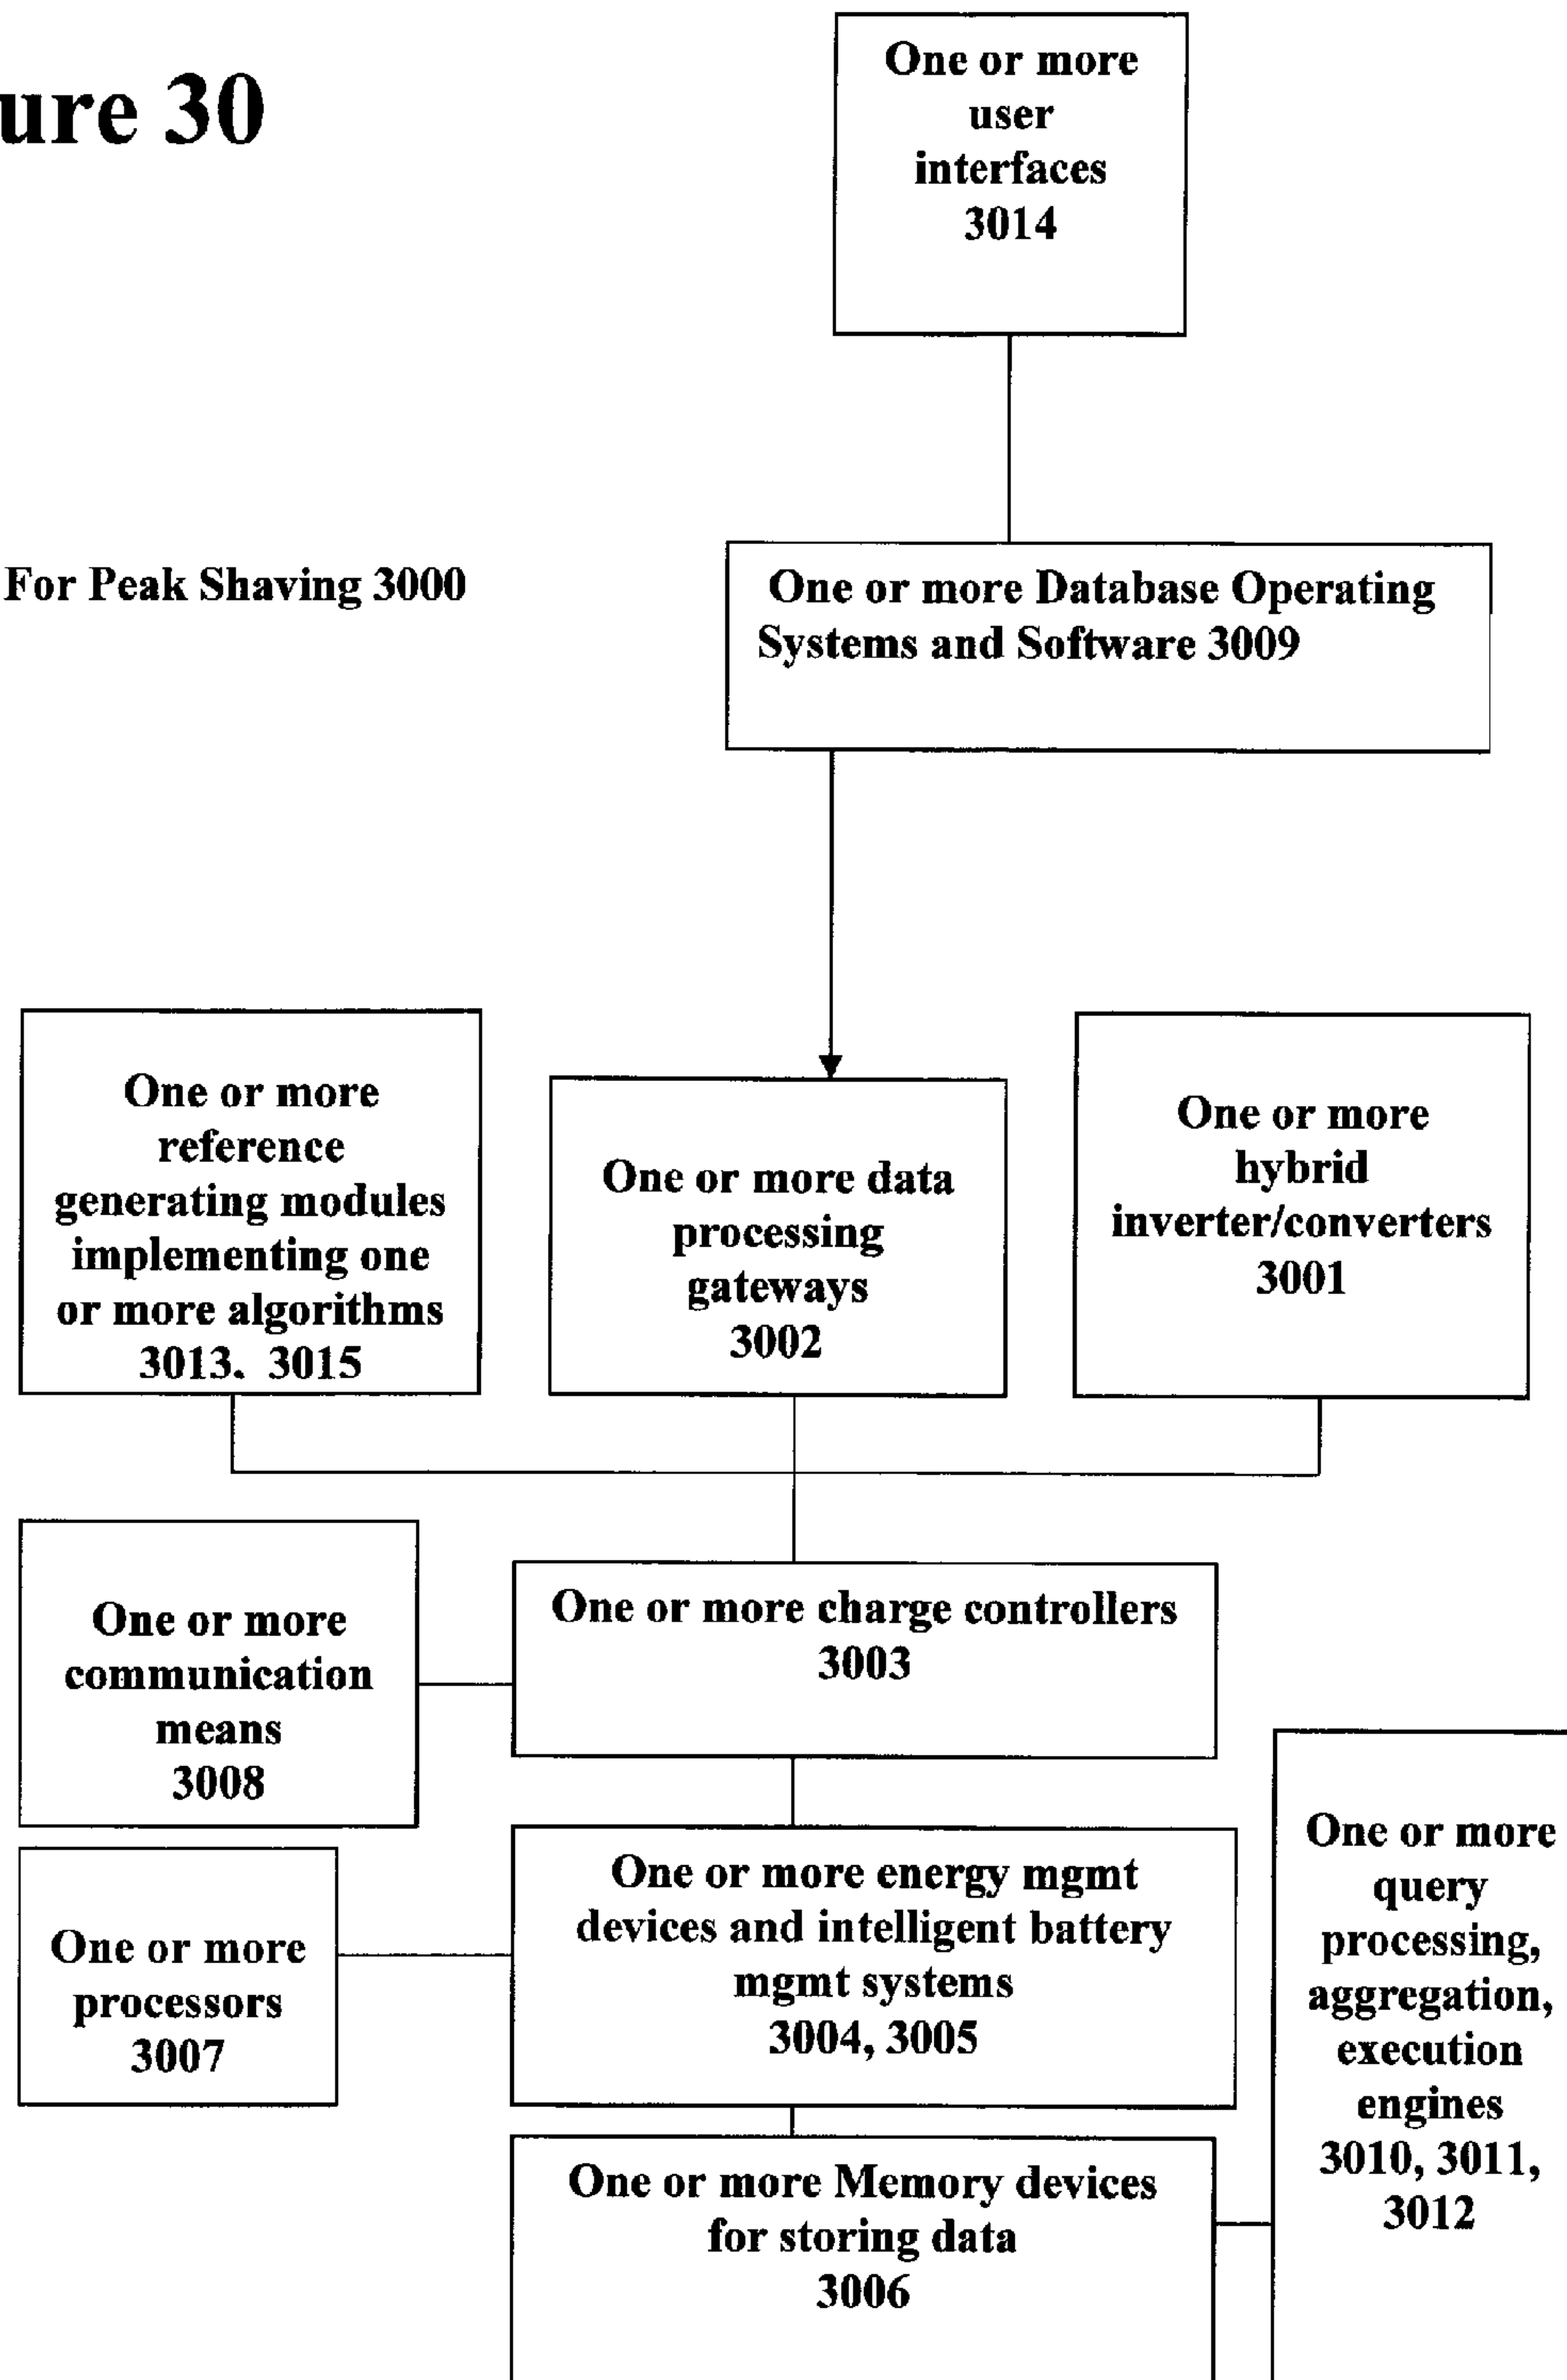 ure 30
One or more
user
interfaces
3014
For Peak Shaving 3000
One or more Database Operating
Systems and Software 3009
One or more
reference
generating modules
implementing one
or more algorithms
3013. 3015
One or more data
processing
gateways
3002
One or more
hybrid
inverter/converters
3001
One or more
communication
means
3008
One or more charge controllers
3003
One or more
processors
3007
One or more energy mgmt
devices and intelligent battery
mgmt systems
3004, 3005
One or more
query
processing,
aggregation,
execution
engines
3010, 3011,
3012
One or more Memory devices
for storing data
3006